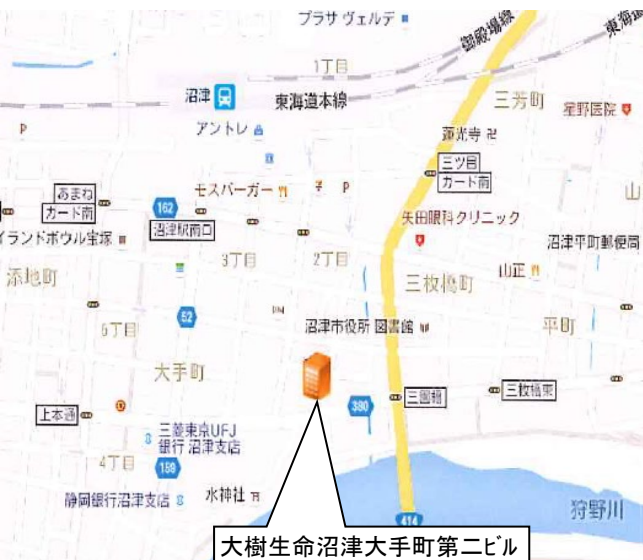 プラサ ヴェルデ
御殿場線
東海道
1丁目
沼津
東海道本線
三芳町
星野医院
P
アントレ
蓮光寺
三ツ目
ガード南
あまね
ガード南
162
モスバーガー
P
山
沼津駅南口
矢田眼科クリニック
イランドボウル宝塚
沼津平町郵便局
添地町
3丁目
2丁目
三枚橋町
山正
52
5丁目
沼津市役所 図書館
平町
大手町
三園橋
三枚橋東
380
上本通
三菱東京UFJ
銀行 沼津支店
4丁目
159
静岡銀行沼津支店
水神社
狩野川
414
大樹生命沼津大手町第二ビル